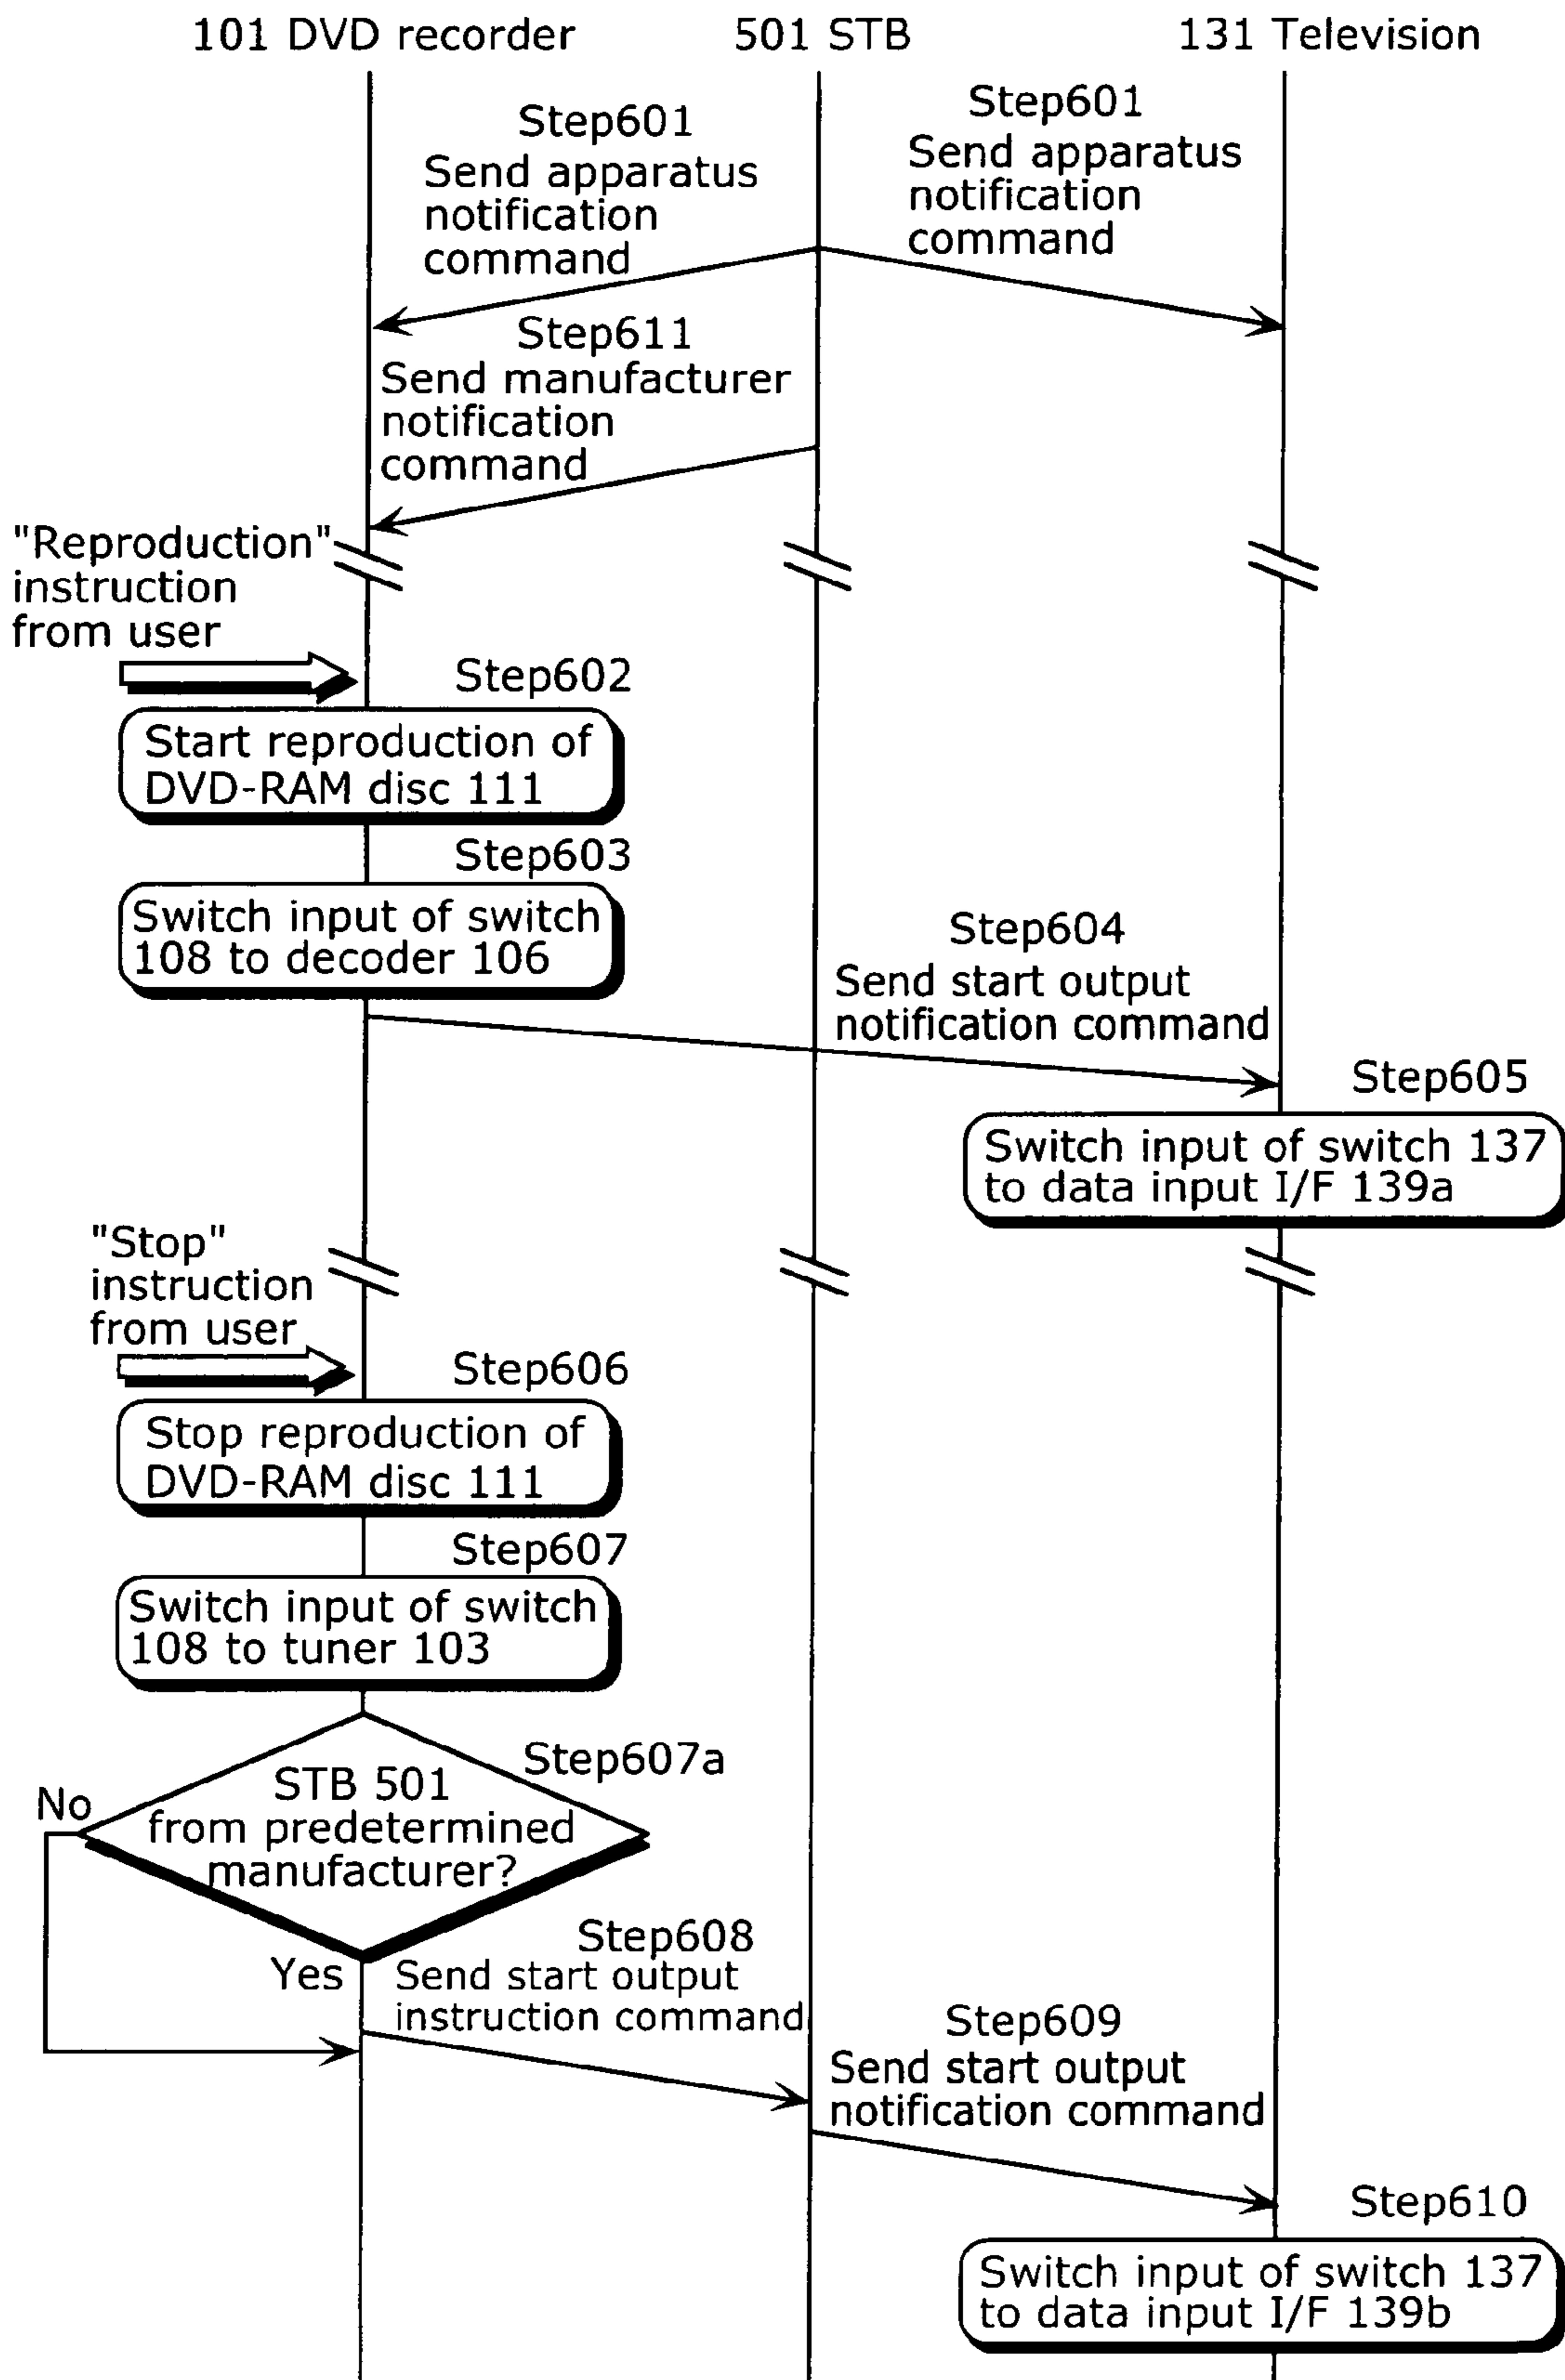 101 DVD recorder
501 STB
131 Television
Step601
Send apparatus
notification
command
Step601
Send apparatus
notification
command
Step611
Send manufacturer
notification
command
"Reproduction"
instruction
from user
Step602
Start reproduction of
DVD-RAM disc 111
Step603
Switch input of switch
108 to decoder 106
Step604
Send start output
notification command
Step605
Switch input of switch 137
to data input I/F 139a
"Stop"
instruction
from user
Step606
Stop reproduction of
DVD-RAM disc 111
Step607
Switch input of switch
108 to tuner 103
Step607a
STB 501
from predetermined
manufacturer?
No
Yes
Step608
Send start output
instruction command
Step609
Send start output
notification command
Step610
Switch input of switch 137
to data input I/F 139b